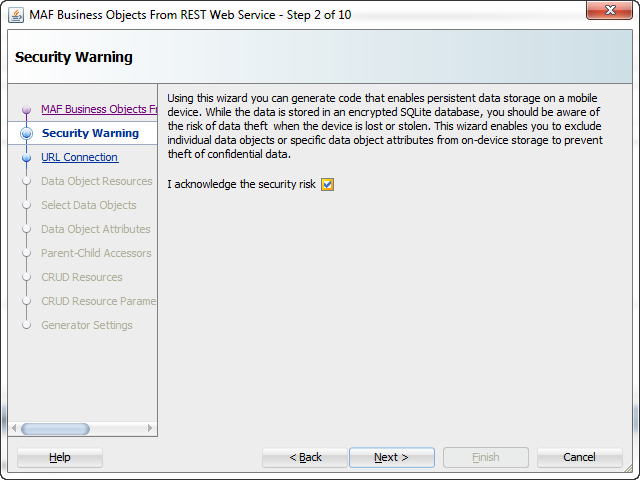 MAF Business Objects From REST Web Service - Step 2 of 10
Security Warning
MAF Business Objects Fr
Security Warning
URL Connection
Data Object Resources
Select Data Objects
Data Object Attributes
Parent-Child Accessors
CRUD Resources
CRUD Resource Parame
Generator Settings
Using this wizard you can generate code that enables persistent data storage on a mobile
device. While the data is stored in an encrypted SQLite database, you should be aware of
the risk of data theft  when the device is lost or stolen. This wizard enables you to exclude
individual data objects or specific data object attributes from on-device storage to prevent
theft of confidential data.
I acknowledge the security risk
Help
< Back
Next >
Finish
Cancel